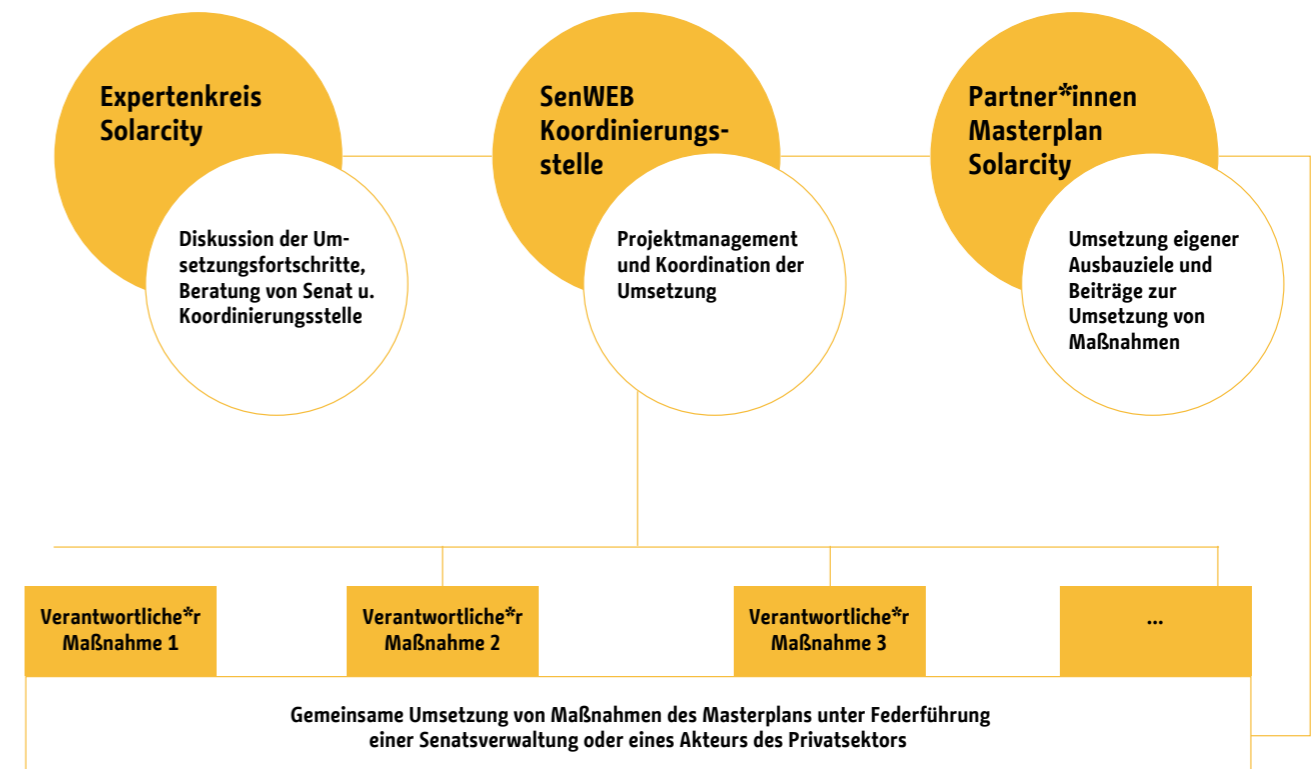 Expertenkreis
Solarcity
Diskussion der Um-
setzungsfortschritte,
Beratung von Senat u.
Koordinierungsstelle
SenWEB
Koordinierungs-
stelle
Projektmanagement
und Koordination der
Umsetzung
Partner*innen
Masterplan
Solarcity
Umsetzung eigener
Ausbauziele und
Beiträge zur
Umsetzung von
Maßnahmen
Verantwortliche*r
Maßnahme 1
Verantwortliche*r
Maßnahme 2
Verantwortliche*r
Maßnahme 3
...
Gemeinsame Umsetzung von Maßnahmen des Masterplans unter Federführung
einer Senatsverwaltung oder eines Akteurs des Privatsektors